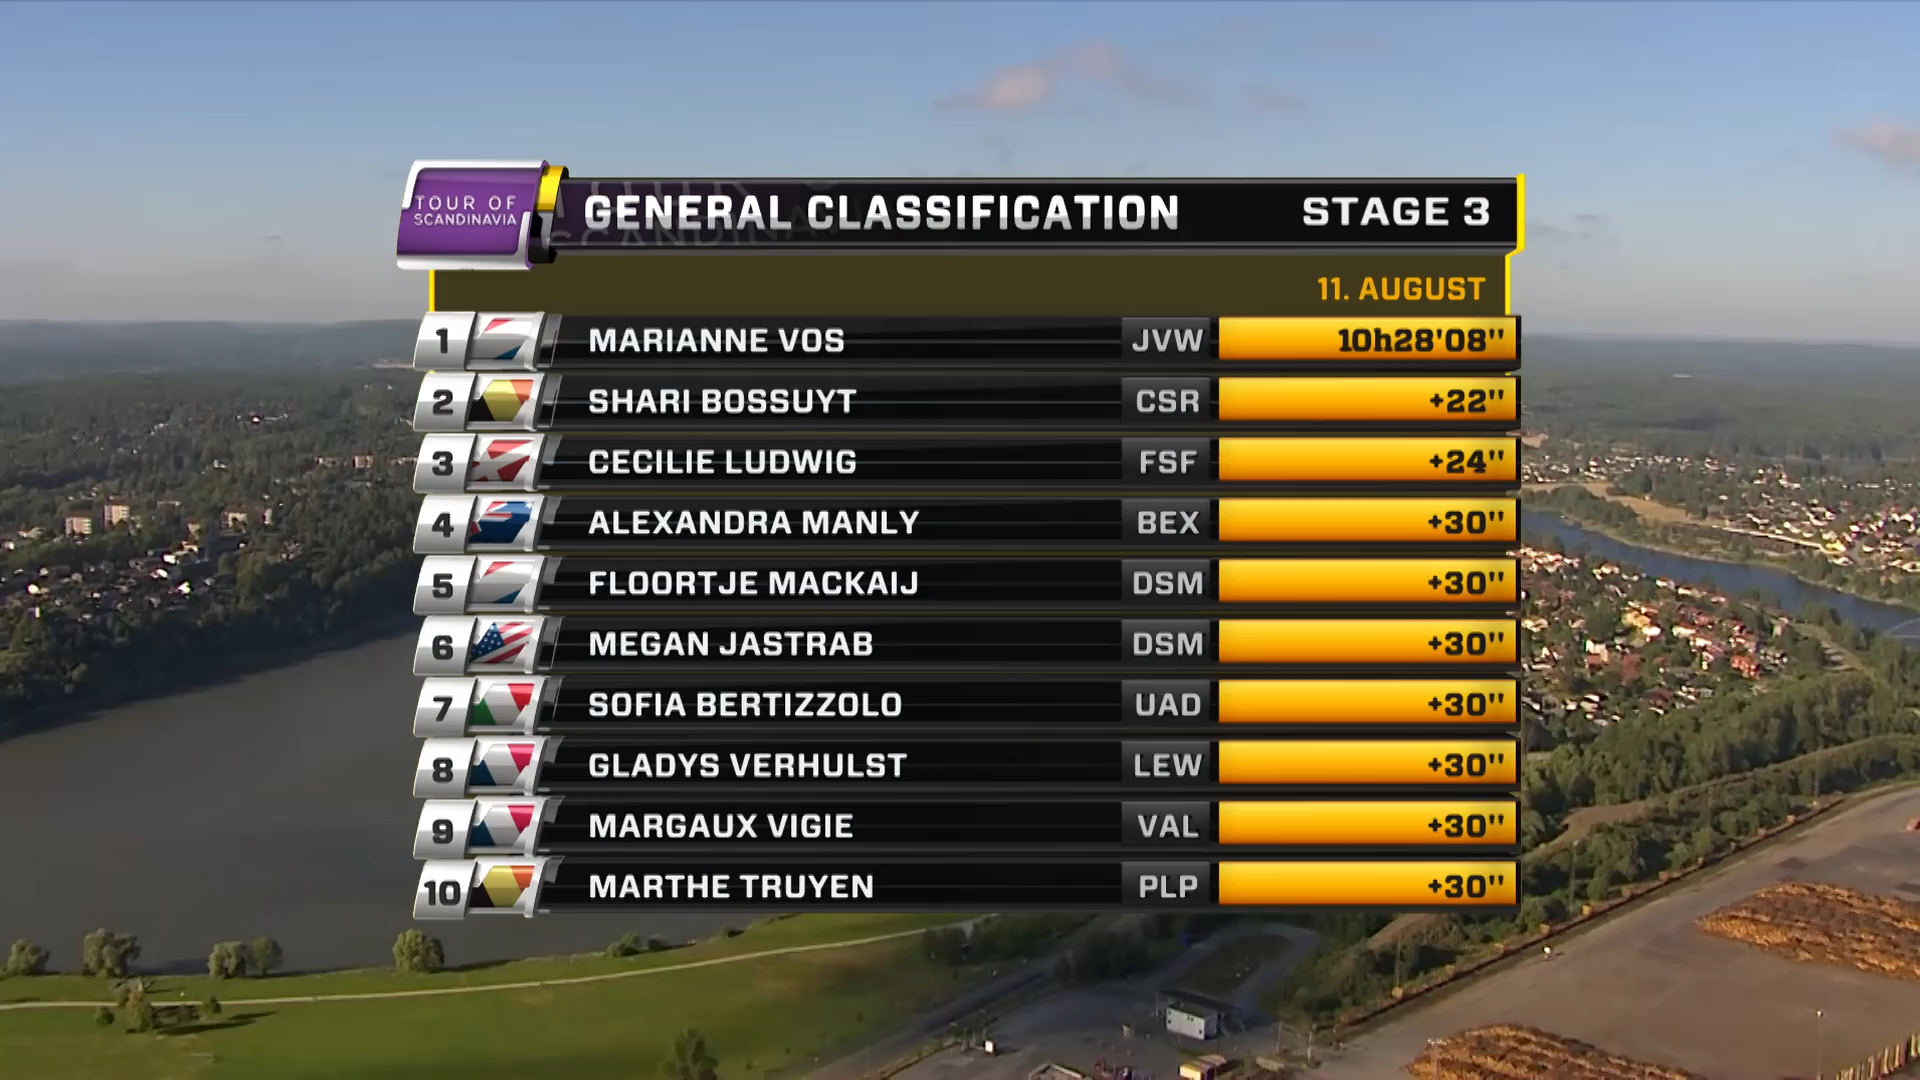 TOUR OF
SCANDINAVIA
GENERAL CLASSIFICATION STAGE 3
11. AUGUST
1 MARIANNE VOS JVW 10h28'08"
2 SHARI BOSSUYT CSR +22"
3 CECILIE LUDWIG FSF +24"
4 ALEXANDRA MANLY BEX +30"
5 FLOORTJE MACKAIJ DSM +30"
6 MEGAN JASTRAB DSM +30"
7 SOFIA BERTIZZOLO UAD +30"
8 GLADYS VERHULST LEW +30"
9 MARGAUX VIGIE VAL +30"
10 MARTHE TRUYEN PLP +30"